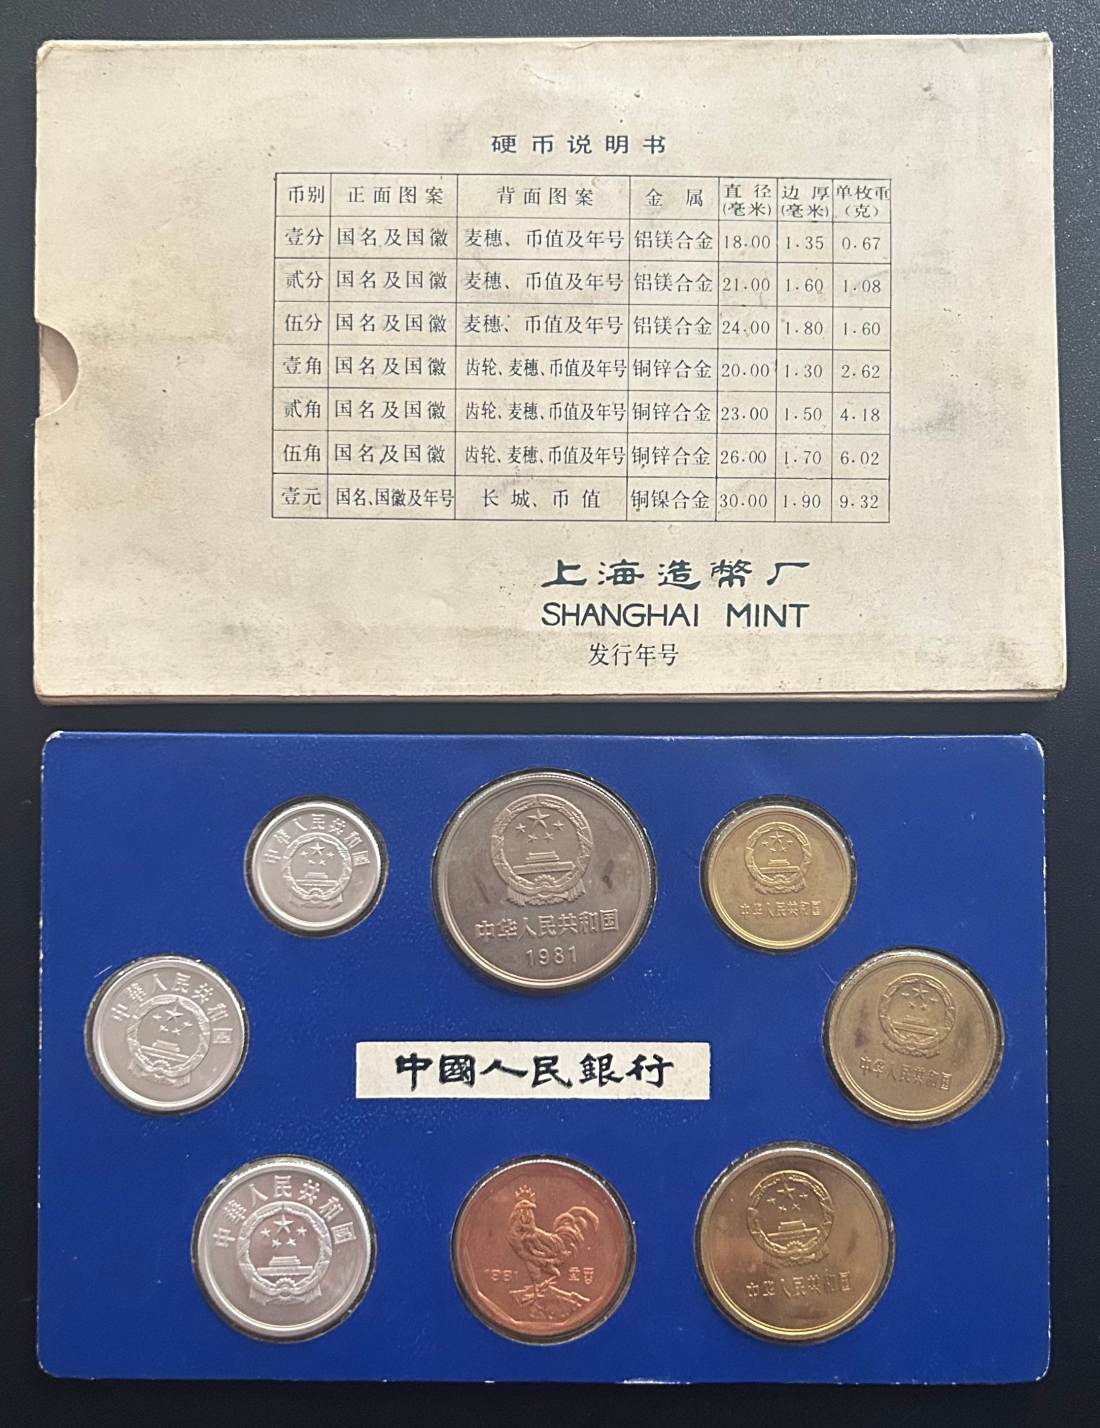 硬币说明书
币别 正面图案 背面图案 金属 直径(毫米) 边厚(毫米) 单枚重(克)
壹分 国名及国徽 麦穗、币值及年号 铝镁合金 18.00 1.35 0.67
贰分 国名及国徽 麦穗、币值及年号 铝镁合金 21.00 1.60 1.08
伍分 国名及国徽 麦穗、币值及年号 铝镁合金 24.00 1.80 1.60
壹角 国名及国徽 齿轮、麦穗、币值及年号 铜锌合金 20.00 1.30 2.62
贰角 国名及国徽 齿轮、麦穗、币值及年号 铜锌合金 23.00 1.50 4.18
伍角 国名及国徽 齿轮、麦穗、币值及年号 铜锌合金 26.00 1.70 6.02
壹元 国名、国徽及年号 长城、币值 铜镍合金 30.00 1.90 9.32
上海造幣厂
SHANGHAI MINT
发行年号
中华人民共和国
中华人民共和国
1981
中华人民共和国
中华人民共和国
中华人民共和国
中國人民銀行
中华人民共和国
1981
中华人民共和国